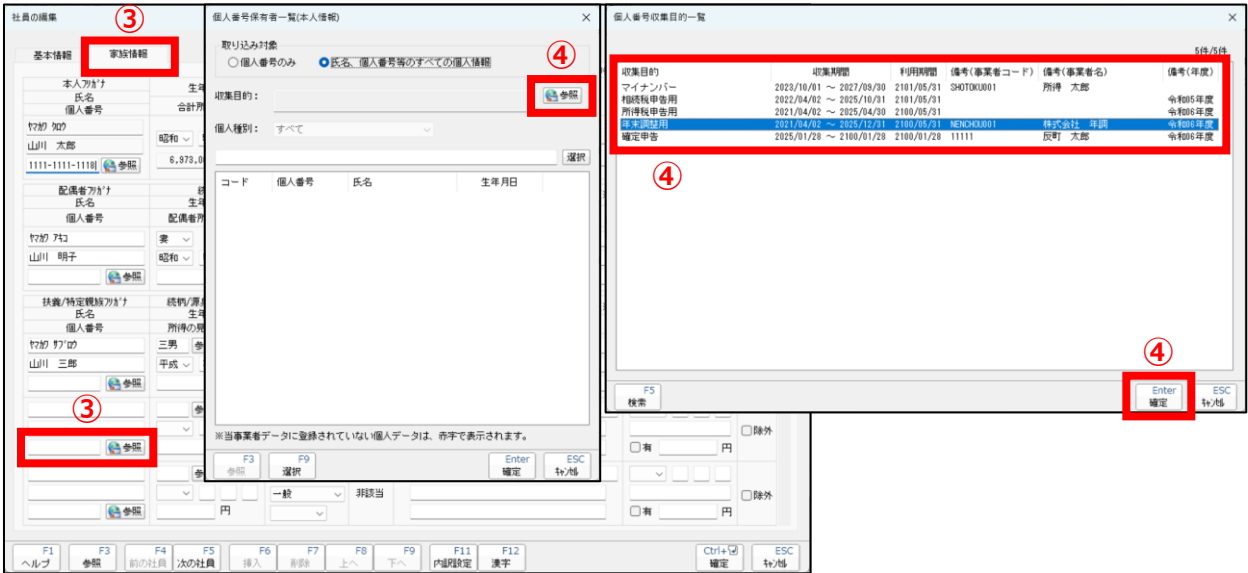 社員の編集
③
基本情報 家族情報
本人ﾌﾘｶﾞﾅ
氏名
個人番号
ﾔﾏｶﾞﾜ ﾀﾛｳ
山川 太郎
昭和
1111-1111-1118 参照
6,973,0
配偶者ﾌﾘｶﾞﾅ
氏名
生年
個人番号
配偶者所
ﾔﾏｶﾞﾜ ｱｷｺ
妻
山川 明子
昭和
参照
扶養/特定親族ﾌﾘｶﾞﾅ
続柄/源泉
氏名
生年
個人番号
所得の見
ﾔﾏｶﾞﾜ ｻﾌﾞﾛｳ
三男
山川 三郎
平成
参照
③
参照
除外
有 円
一般 非該当
除外
参照 円
有 円
F1 ヘルプ
F3 参照
F4 前の社員
F5 次の社員
F6 挿入
F7 削除
F8 上へ
F9 下へ
F11 内訳設定
F12 漢字
Ctrl+ 確定
ESC ｷｬﾝｾﾙ
個人番号保有者一覧(本人情報)
取り込み対象
個人番号のみ 氏名、個人番号等のすべての個人情報
④
収集目的: 参照
個人種別: すべて
選択
コード 個人番号 氏名 生年月日
※当事業者データに登録されていない個人データは、赤字で表示されます。
F3 参照
F9 選択
Enter 確定
ESC ｷｬﾝｾﾙ
個人番号収集目的一覧
5件/5件
収集目的 収集期間 利用期間 備考(事業者コード) 備考(事業者名) 備考(年度)
マイナンバー 2023/10/01 ～ 2027/09/30 2101/05/31 SHOTOKU001 所得 太郎
相続税申告用 2022/04/02 ～ 2025/10/31 2101/05/31 令和05年度
所得税申告用 2021/04/02 ～ 2025/04/30 2100/05/31 令和06年度
年末調整用 2021/04/02 ～ 2025/12/31 2100/05/31 NENCHOU001 株式会社 年調 令和06年度
確定申告 2025/01/28 ～ 2100/01/28 2100/01/28 11111 反町 太郎 令和06年度
④
④
F5 検索
Enter 確定
ESC ｷｬﾝｾﾙ